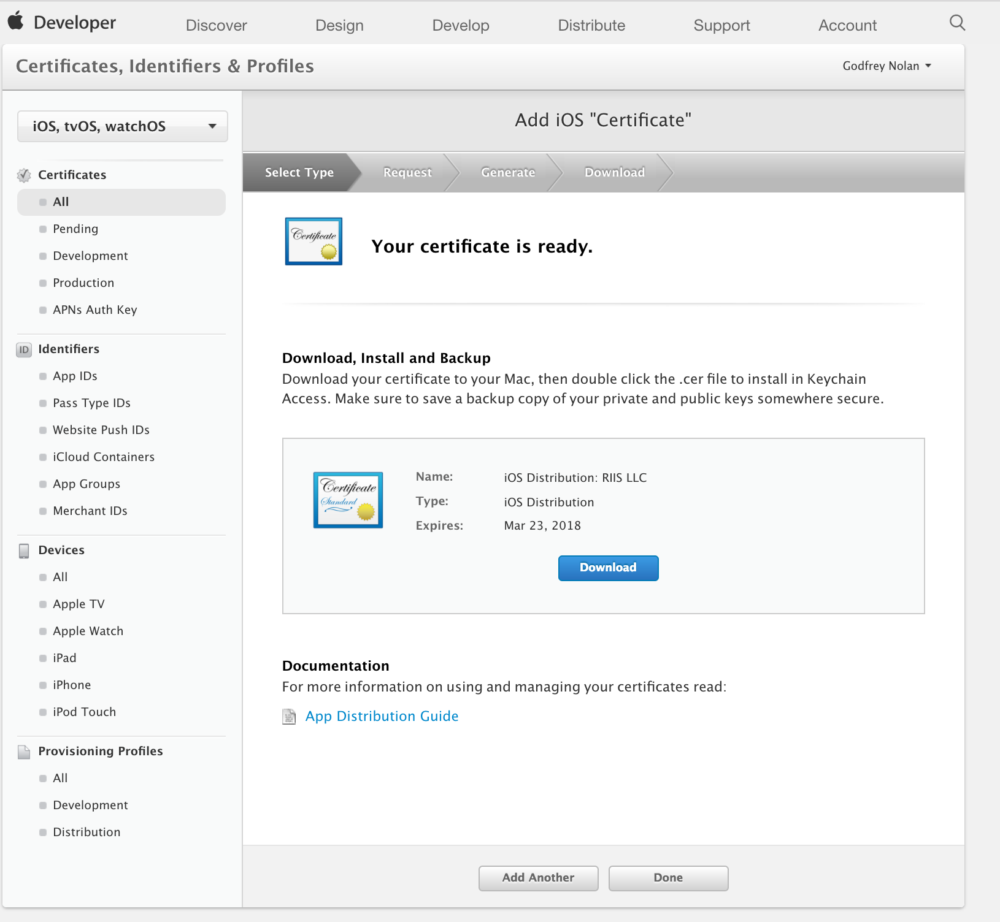 Developer
Discover
Design
Develop
Distribute
Support
Account
Certificates, Identifiers & Profiles
Godfrey Nolan
iOS, tvOS, watchOS
Certificates
All
Pending
Development
Production
APNs Auth Key
ID
Identifiers
App IDs
Pass Type IDs
Website Push IDs
iCloud Containers
App Groups
Merchant IDs
Devices
All
Apple TV
Apple Watch
iPad
iPhone
iPod Touch
Provisioning Profiles
All
Development
Distribution
Add iOS "Certificate"
Select Type
Request
Generate
Download
Certificate
Your certificate is ready.
Download, Install and Backup
Download your certificate to your Mac, then double click the .cer file to install in Keychain
Access. Make sure to save a backup copy of your private and public keys somewhere secure.
Certificate
Standard
Name: iOS Distribution: RIIS LLC
Type: iOS Distribution
Expires: Mar 23, 2018
Download
Documentation
For more information on using and managing your certificates read:
App Distribution Guide
Add Another
Done